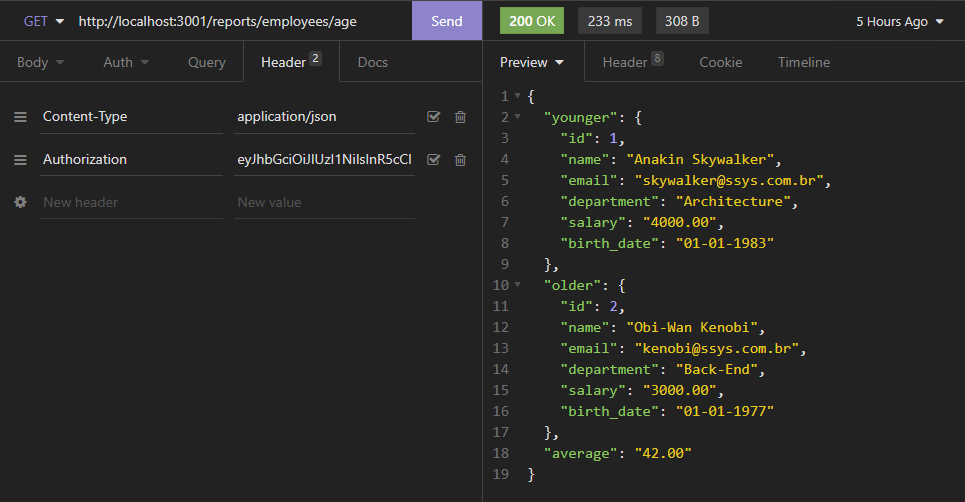 GET http://localhost:3001/reports/employees/age Send 200 OK 233 ms 308 B 5 Hours Ago
Body Auth Query Header 2 Docs
Content-Type application/json
Authorization eyJhbGciOiJIUzI1NiIsInR5cCI
New header New value
Preview Header 8 Cookie Timeline
1 {
2 "younger": {
3 "id": 1,
4 "name": "Anakin Skywalker",
5 "email": "skywalker@ssys.com.br",
6 "department": "Architecture",
7 "salary": "4000.00",
8 "birth_date": "01-01-1983"
9 },
10 "older": {
11 "id": 2,
12 "name": "Obi-Wan Kenobi",
13 "email": "kenobi@ssys.com.br",
14 "department": "Back-End",
15 "salary": "3000.00",
16 "birth_date": "01-01-1977"
17 },
18 "average": "42.00"
19 }